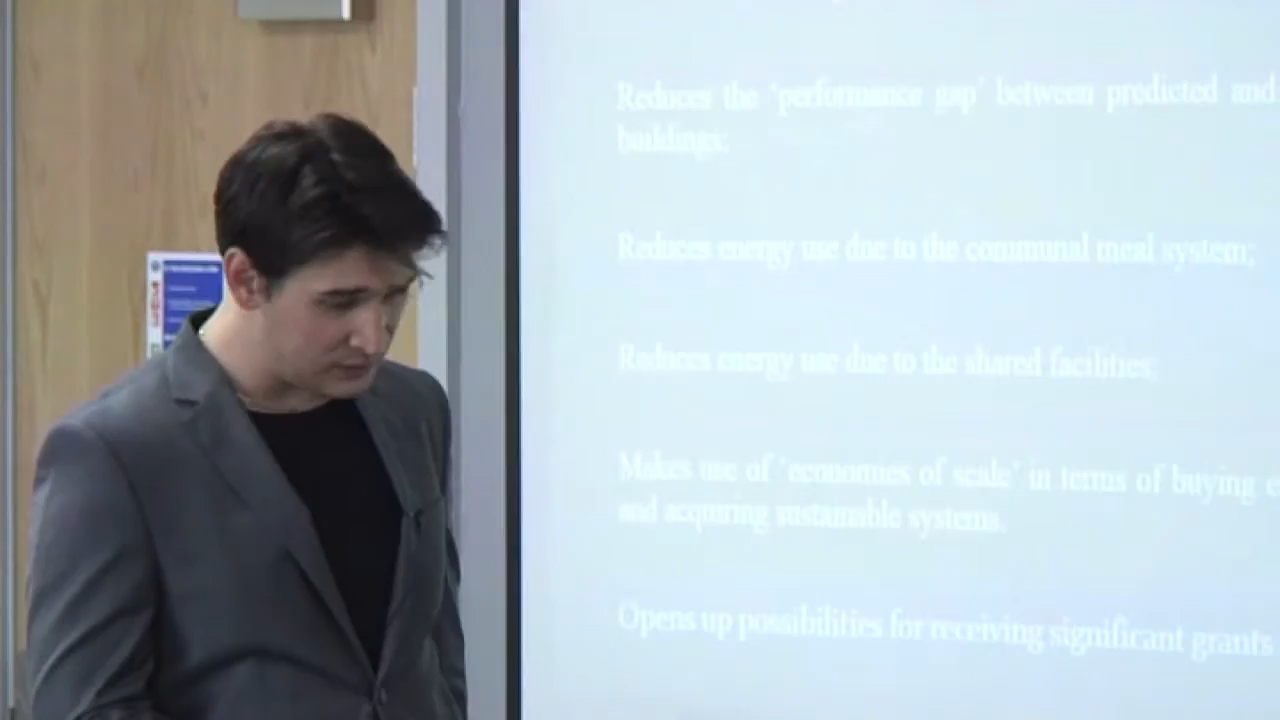 Reduces the 'performance gap' between predicted and
buildings;
Reduces energy use due to the communal meal system;
Reduces energy use due to the shared facilities;
Makes use of 'economies of scale' in terms of buying
and acquiring sustainable systems.
Opens up possibilities for receiving significant grants